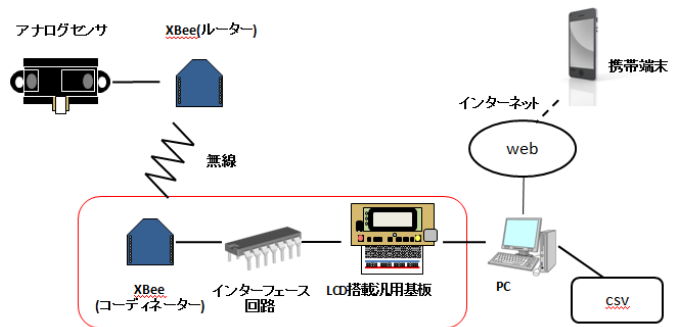 アナログセンサ
XBee(ルーター)
携帯端末
インターネット
web
無線
XBee
(コーディネーター)
インターフェース
回路
LCD搭載汎用基板
PC
csv